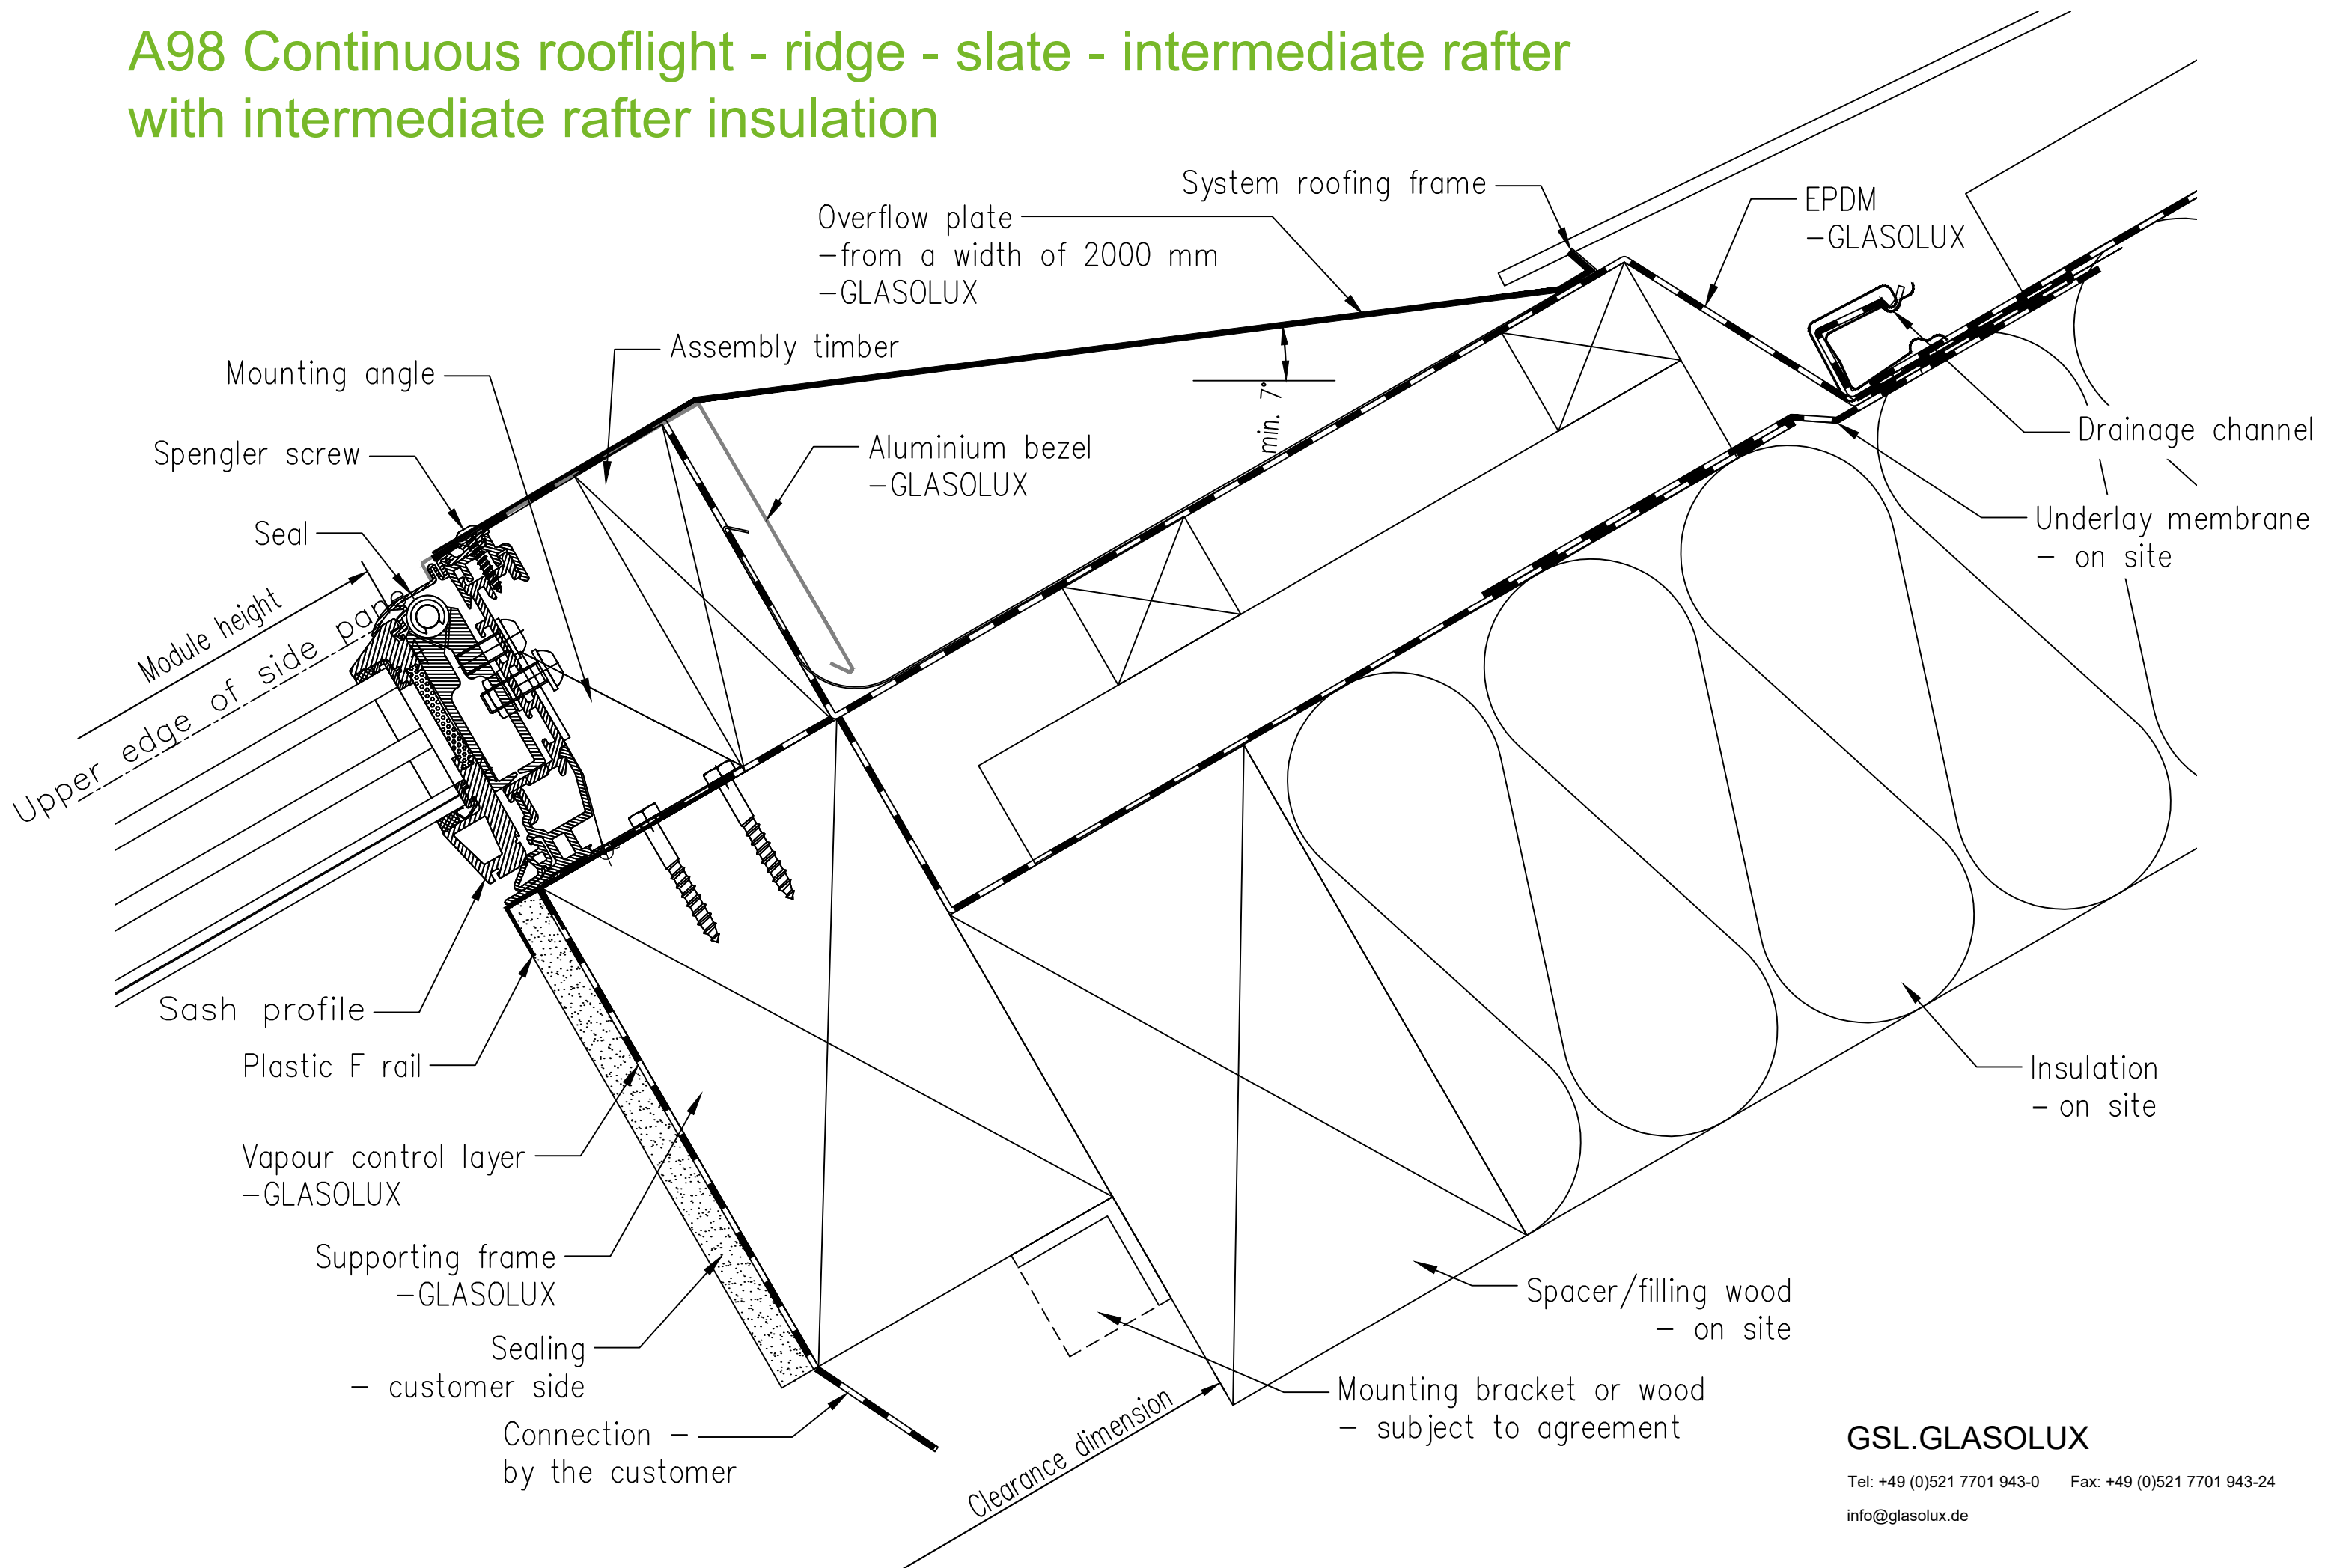 A98 Continuous rooflight - ridge - slate - intermediate rafter
with intermediate rafter insulation
System roofing frame
EPDM
-GLASOLUX
Overflow plate
-from a width of 2000 mm
-GLASOLUX
Assembly timber
Mounting angle
min. 7°
Drainage channel
Spengler screw
Aluminium bezel
-GLASOLUX
Underlay membrane
- on site
Seal
Module height
Upper edge of side pane
Sash profile
Plastic F rail
Insulation
- on site
Vapour control layer
-GLASOLUX
Supporting frame
-GLASOLUX
Spacer/filling wood
- on site
Sealing
- customer side
Mounting bracket or wood
- subject to agreement
Connection -
by the customer
Clearance dimension
GSL.GLASOLUX
Tel: +49 (0)521 7701 943-0 Fax: +49 (0)521 7701 943-24
info@glasolux.de